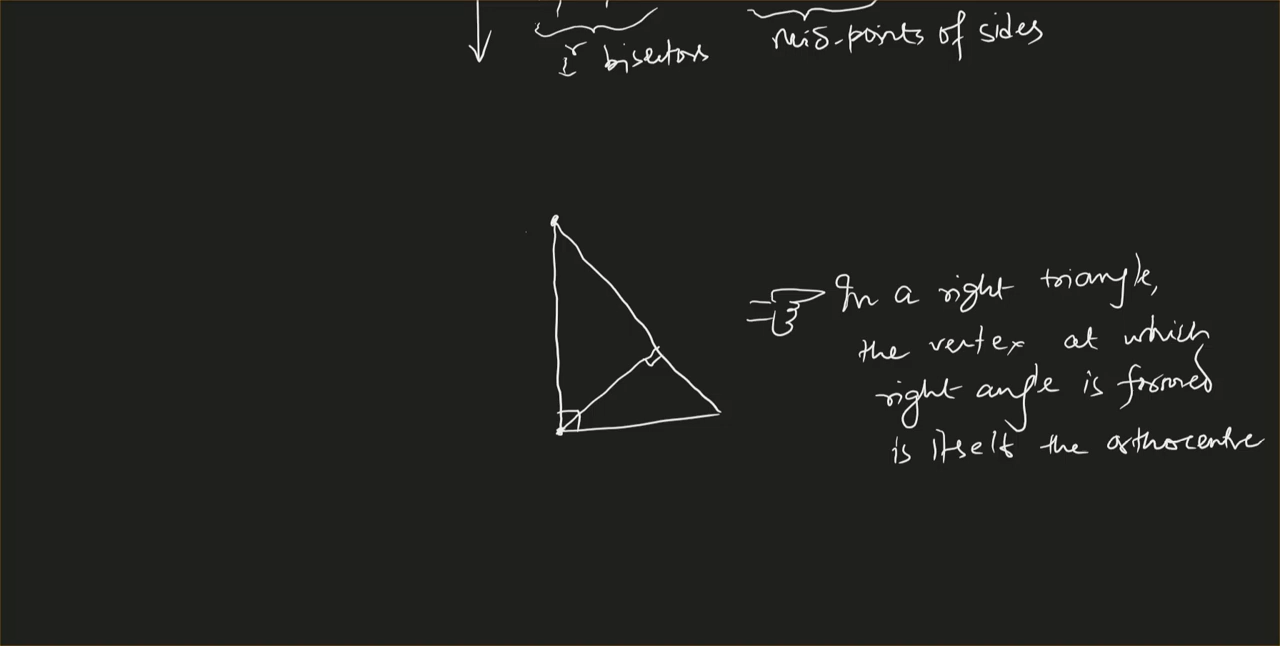 ⊥r bisectors
mid-points of sides
In a right triangle,
the vertex at which
right angle is formed
is itself the orthocentre